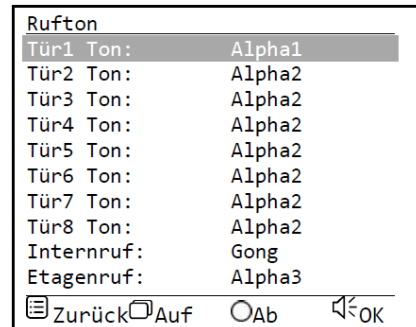 Rufton
Tür1 Ton: Alpha1
Tür2 Ton: Alpha2
Tür3 Ton: Alpha2
Tür4 Ton: Alpha2
Tür5 Ton: Alpha2
Tür6 Ton: Alpha2
Tür7 Ton: Alpha2
Tür8 Ton: Alpha2
Internruf: Gong
Etagenruf: Alpha3
Zurück Auf Ab OK